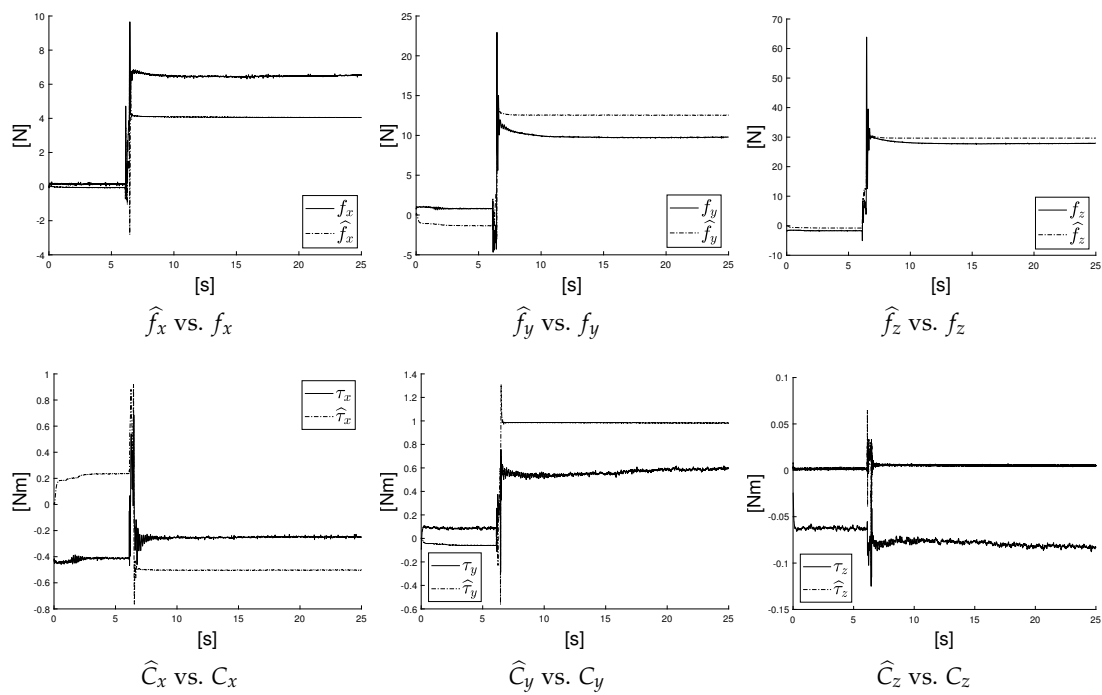 10
8
6
4
2
0
-2
-4
[N]
0 5 10 15 20 25
[s]
f_x
\widehat{f}_x
\widehat{f}_x vs. f_x
25
20
15
10
5
0
-5
[N]
0 5 10 15 20 25
[s]
f_y
\widehat{f}_y
\widehat{f}_y vs. f_y
70
60
50
40
30
20
10
0
-10
[N]
0 5 10 15 20 25
[s]
f_z
\widehat{f}_z
\widehat{f}_z vs. f_z
1
0.8
0.6
0.4
0.2
0
-0.2
-0.4
-0.6
-0.8
[Nm]
0 5 10 15 20 25
[s]
τ_x
\widehat{τ}_x
\widehat{C}_x vs. C_x
1.4
1.2
1
0.8
0.6
0.4
0.2
0
-0.2
-0.4
-0.6
[Nm]
0 5 10 15 20 25
[s]
τ_y
\widehat{τ}_y
\widehat{C}_y vs. C_y
0.1
0.05
0
-0.05
-0.1
-0.15
[Nm]
0 5 10 15 20 25
[s]
τ_z
\widehat{τ}_z
\widehat{C}_z vs. C_z